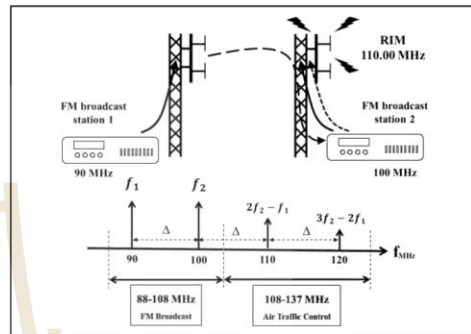 RIM
110.00 MHz
FM broadcast
station 1
FM broadcast
station 2
90 MHz
100 MHz
f₁
f₂
2f₂ − f₁
3f₂ − 2f₁
Δ
Δ
Δ
90
100
110
120
f_MHz
88-108 MHz
FM Broadcast
108-137 MHz
Air Traffic Control